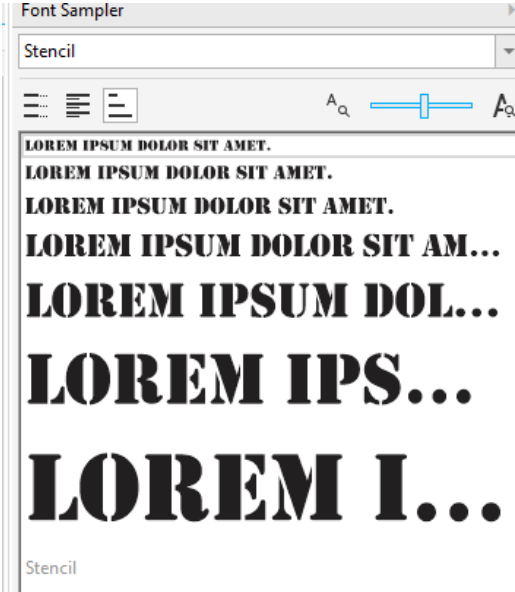 Font Sampler
Stencil
LOREM IPSUM DOLOR SIT AMET.
LOREM IPSUM DOLOR SIT AMET.
LOREM IPSUM DOLOR SIT AMET.
LOREM IPSUM DOLOR SIT AM...
LOREM IPSUM DOL...
LOREM IPS...
LOREM I...
Stencil